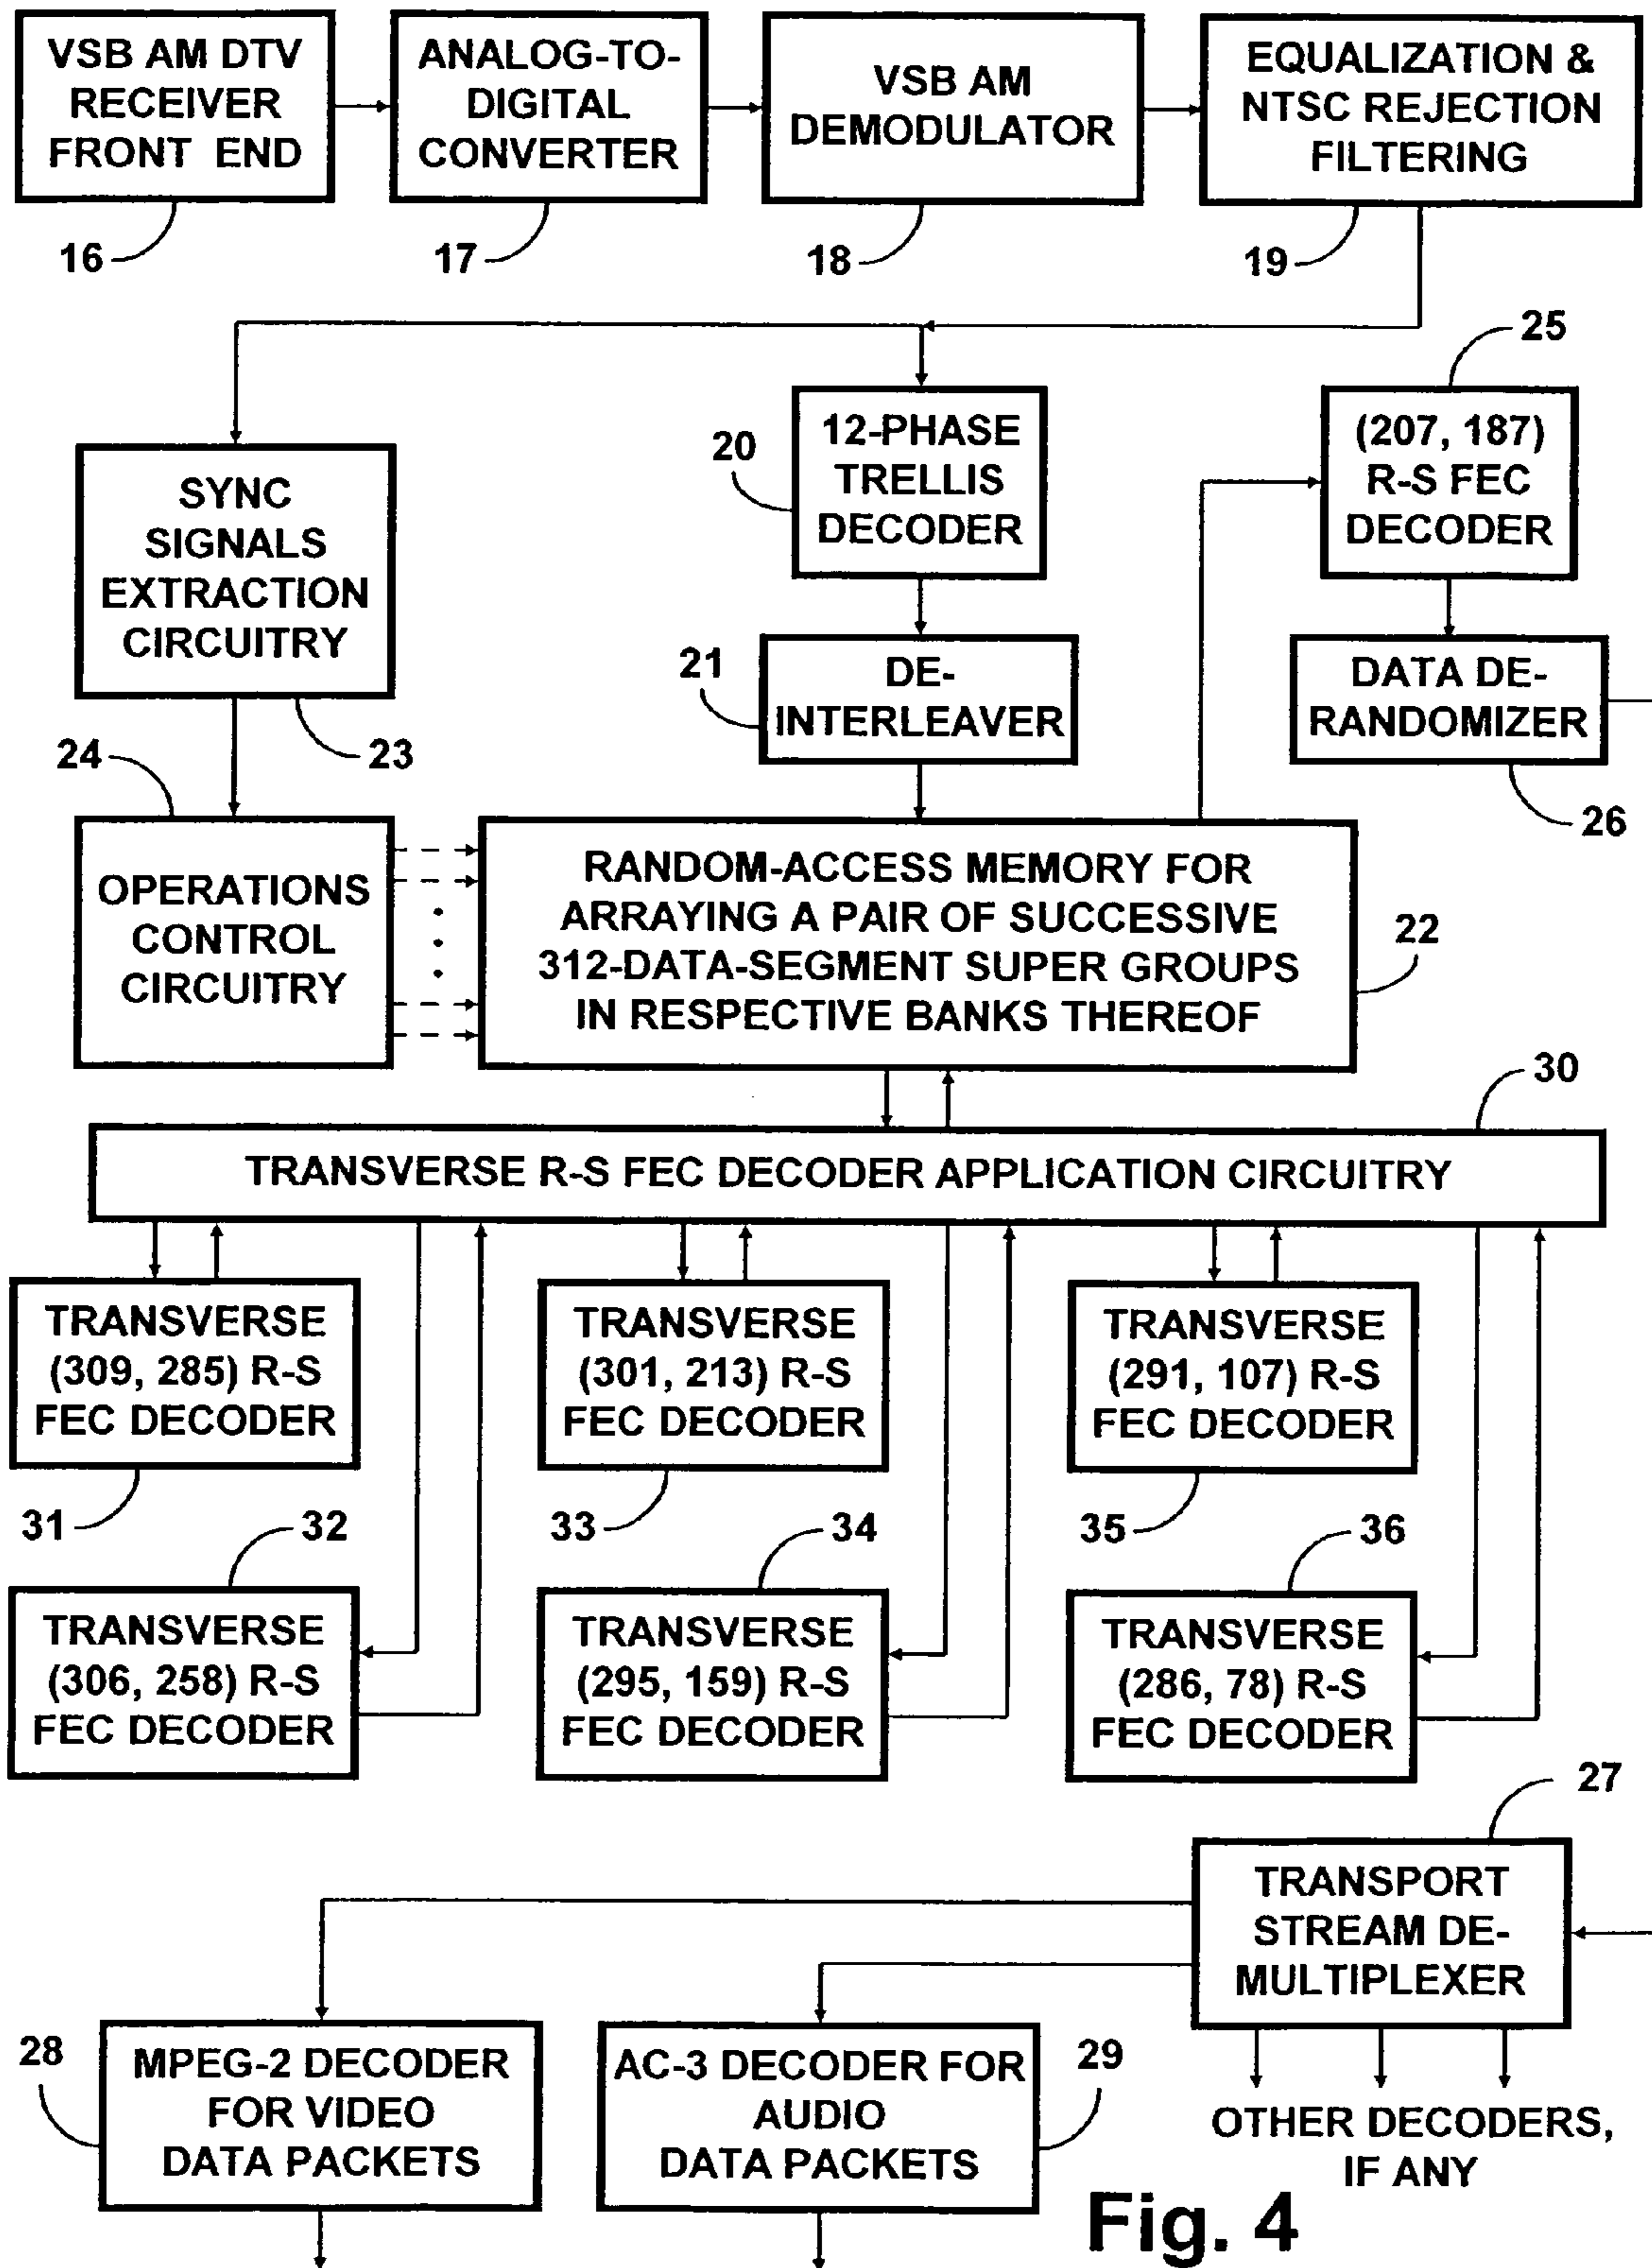 VSB AM DTV
RECEIVER
FRONT END
16
ANALOG-TO-
DIGITAL
CONVERTER
17
VSB AM
DEMODULATOR
18
EQUALIZATION &
NTSC REJECTION
FILTERING
19
SYNC
SIGNALS
EXTRACTION
CIRCUITRY
23
20
12-PHASE
TRELLIS
DECODER
25
(207, 187)
R-S FEC
DECODER
21
DE-
INTERLEAVER
DATA DE-
RANDOMIZER
26
24
OPERATIONS
CONTROL
CIRCUITRY
RANDOM-ACCESS MEMORY FOR
ARRAYING A PAIR OF SUCCESSIVE
312-DATA-SEGMENT SUPER GROUPS
IN RESPECTIVE BANKS THEREOF
22
30
TRANSVERSE R-S FEC DECODER APPLICATION CIRCUITRY
TRANSVERSE
(309, 285) R-S
FEC DECODER
31
TRANSVERSE
(301, 213) R-S
FEC DECODER
33
TRANSVERSE
(291, 107) R-S
FEC DECODER
35
32
TRANSVERSE
(306, 258) R-S
FEC DECODER
34
TRANSVERSE
(295, 159) R-S
FEC DECODER
36
TRANSVERSE
(286, 78) R-S
FEC DECODER
27
TRANSPORT
STREAM DE-
MULTIPLEXER
28
MPEG-2 DECODER
FOR VIDEO
DATA PACKETS
AC-3 DECODER FOR
AUDIO
DATA PACKETS
29
OTHER DECODERS,
IF ANY
Fig. 4